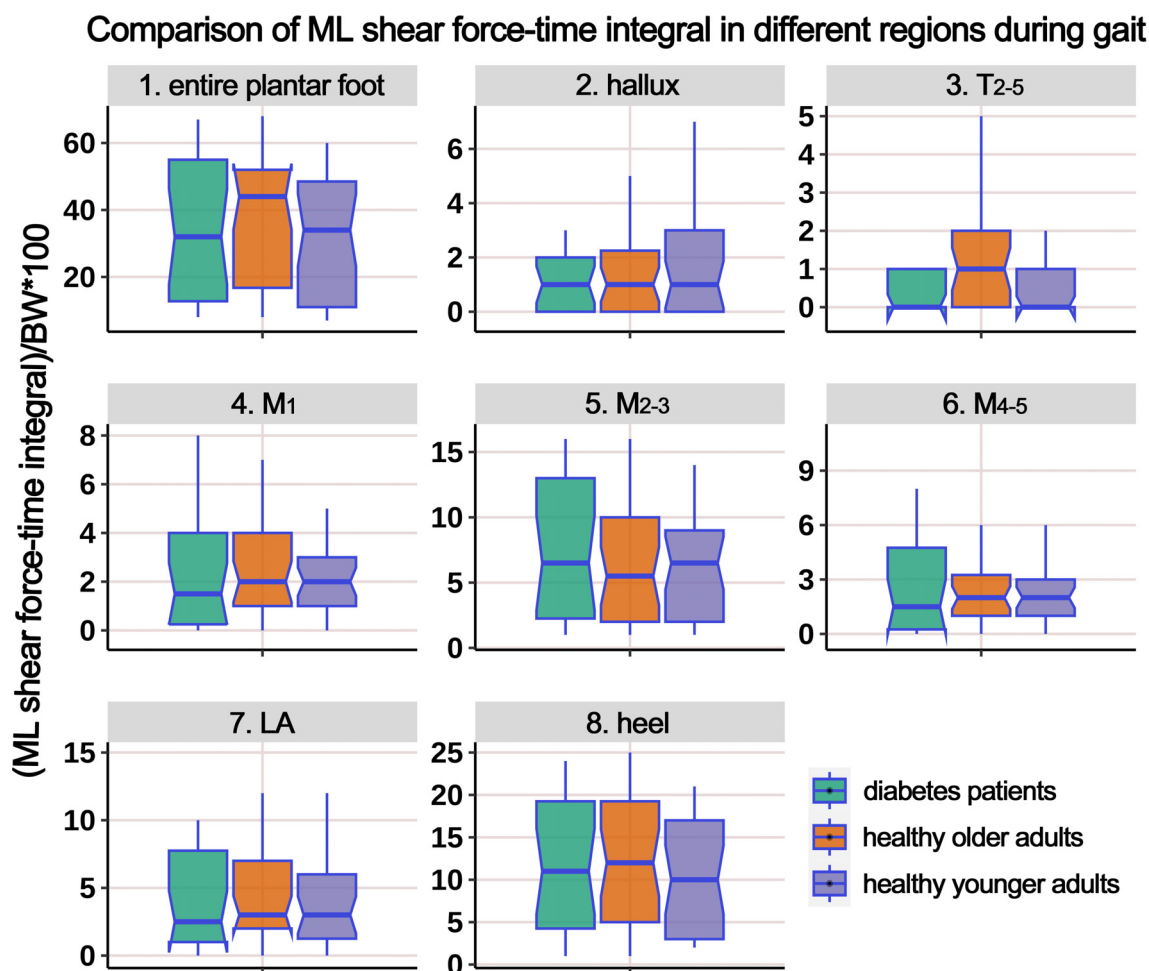 Comparison of ML shear force-time integral in different regions during gait
(ML shear force-time integral)/BW*100
1. entire plantar foot
60
40
20
2. hallux
6
4
2
0
3. T2-5
5
4
3
2
1
0
4. M1
8
6
4
2
0
5. M2-3
15
10
5
0
6. M4-5
9
6
3
0
7. LA
15
10
5
0
8. heel
25
20
15
10
5
0
diabetes patients
healthy older adults
healthy younger adults